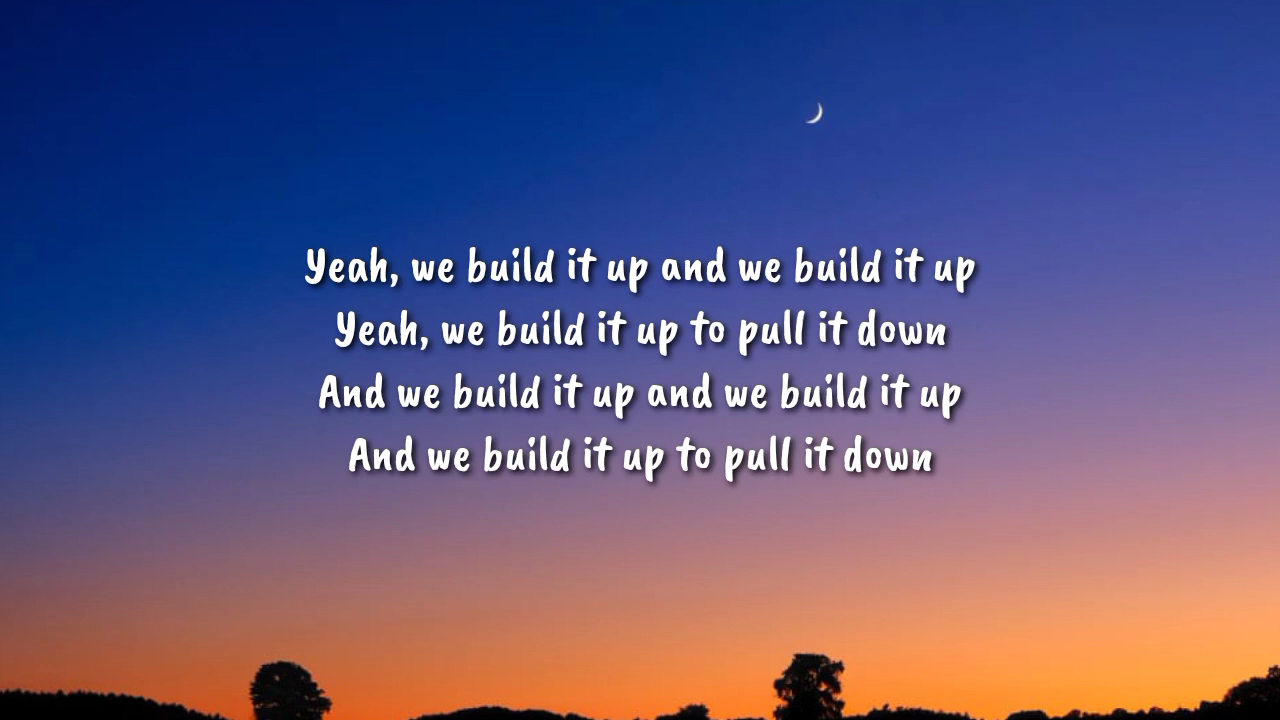 Yeah, we build it up and we build it up
Yeah, we build it up to pull it down
And we build it up and we build it up
And we build it up to pull it down